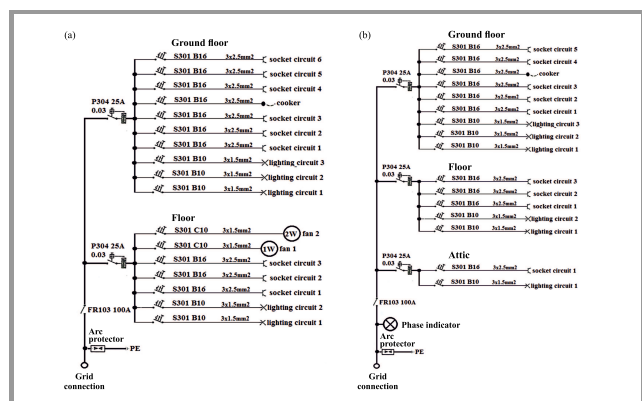 (a)
Ground floor
S301 B16 3x2.5mm2 socket circuit 6
S301 B16 3x2.5mm2 socket circuit 5
S301 B16 3x2.5mm2 socket circuit 4
S301 B16 3x2.5mm2 cooker
S301 B16 3x2.5mm2 socket circuit 3
S301 B16 3x2.5mm2 socket circuit 2
S301 B16 3x2.5mm2 socket circuit 1
S301 B10 3x1.5mm2 lighting circuit 3
S301 B10 3x1.5mm2 lighting circuit 2
S301 B10 3x1.5mm2 lighting circuit 1
P304 25A
0.03
Floor
S301 C10 3x1.5mm2 2W fan 2
S301 C10 3x1.5mm2 1W fan 1
S301 B16 3x2.5mm2 socket circuit 3
S301 B16 3x2.5mm2 socket circuit 2
S301 B16 3x2.5mm2 socket circuit 1
S301 B10 3x1.5mm2 lighting circuit 2
S301 B10 3x1.5mm2 lighting circuit 1
P304 25A
0.03
FR103 100A
Arc
protector
PE
Grid
connection
(b)
Ground floor
S301 B16 3x2.5mm2 socket circuit 5
S301 B16 3x2.5mm2 socket circuit 4
S301 B16 3x2.5mm2 cooker
S301 B16 3x2.5mm2 socket circuit 3
S301 B16 3x2.5mm2 socket circuit 2
S301 B16 3x2.5mm2 socket circuit 1
S301 B10 3x1.5mm2 lighting circuit 3
S301 B10 3x1.5mm2 lighting circuit 2
S301 B10 3x1.5mm2 lighting circuit 1
P304 25A
0.03
Floor
S301 B16 3x2.5mm2 socket circuit 3
S301 B16 3x2.5mm2 socket circuit 2
S301 B16 3x2.5mm2 socket circuit 1
S301 B10 3x1.5mm2 lighting circuit 2
S301 B10 3x1.5mm2 lighting circuit 1
P304 25A
0.03
Attic
S301 B16 3x2.5mm2 socket circuit 1
S301 B10 3x1.5mm2 lighting circuit 1
P304 25A
0.03
FR103 100A
Phase indicator
Arc
protector
PE
Grid
connection